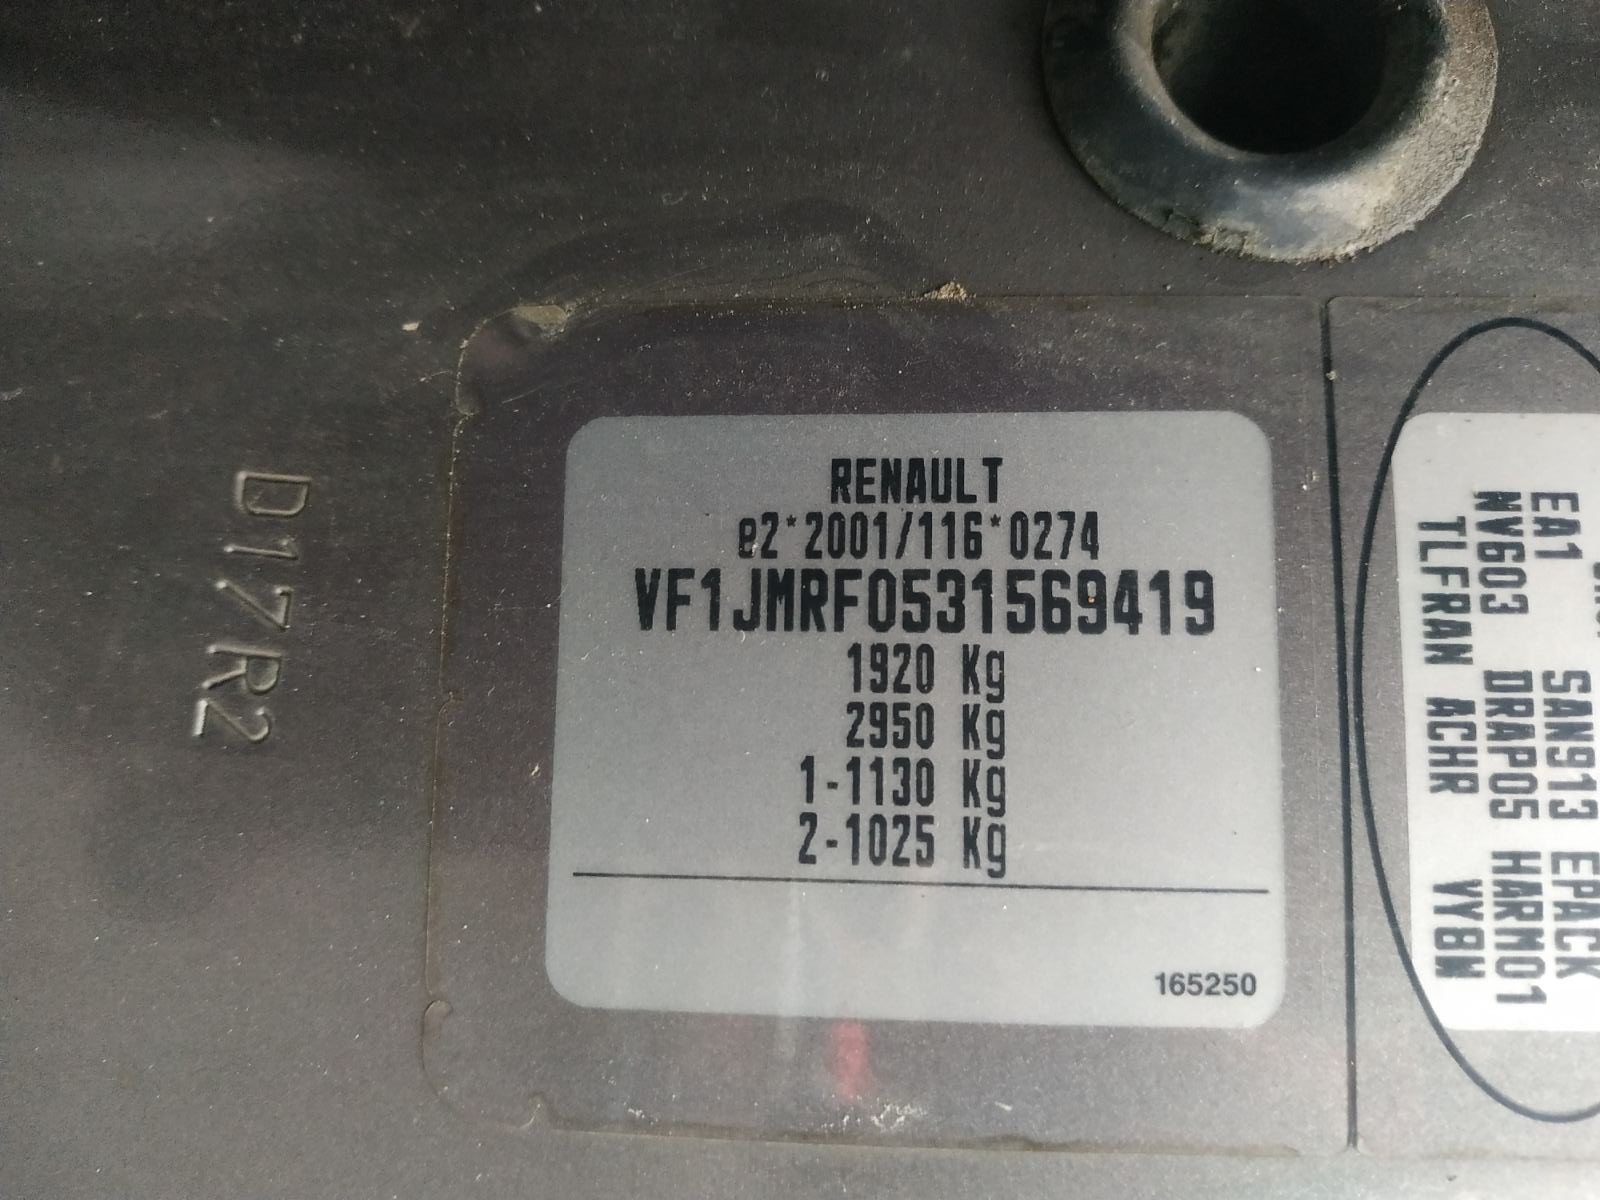 D17R2
RENAULT
e2*2001/116*0274
VF1JMRF0531569419
1920 Kg
2950 Kg
1-1130 Kg
2-1025 Kg
165250
EA1 SAN913 EPACK
NV603 DRAP05 HARM01
TLFRAN ACHR VYBM